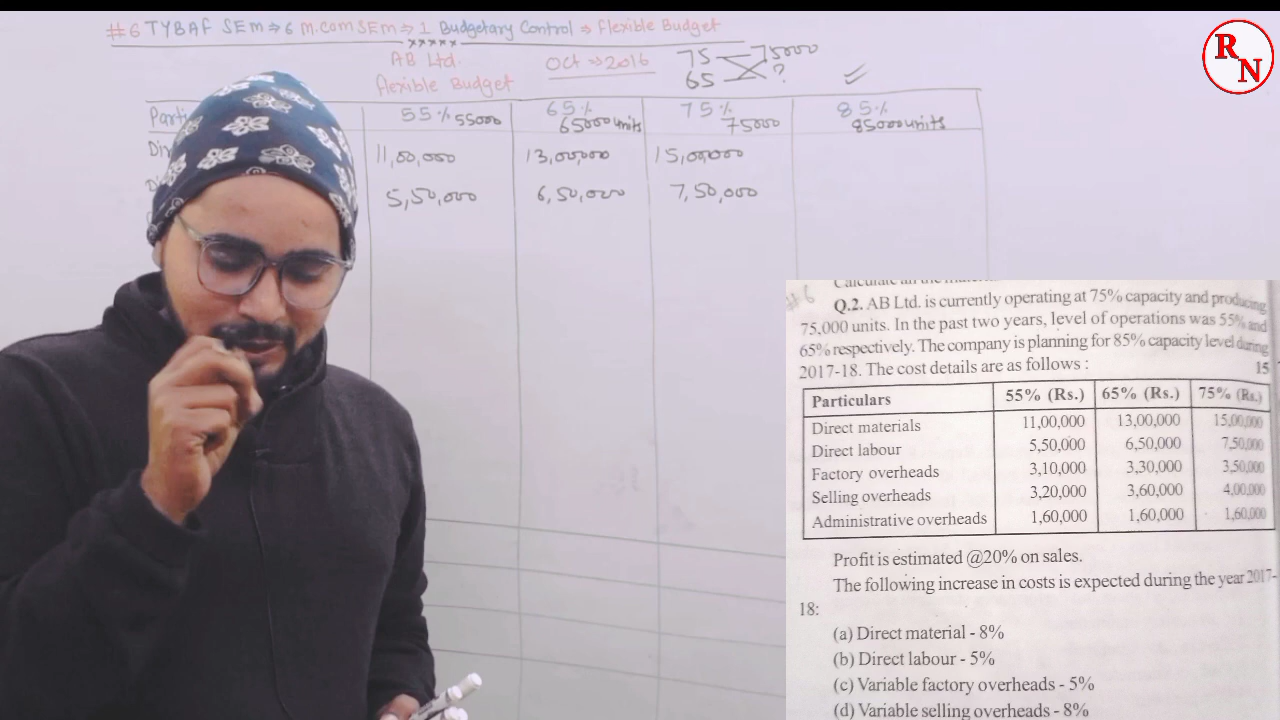 #6 TYBAF SEM⇒6 M.COM SEM⇒1 Budgetary Control ⇒ Flexible Budget
xxxxx
AB Ltd.
Flexible Budget
Oct ⇒2016
75 75000
65 ?
R
N
Parti 55% 55000 65% 65000 units 75% 75000 85% 85000 units
Dir 11,00,000 13,00,000 15,00,000
5,50,000 6,50,000 7,50,000
#6
Q.2. AB Ltd. is currently operating at 75% capacity and producing
75,000 units. In the past two years, level of operations was 55% and
65% respectively. The company is planning for 85% capacity level during
2017-18. The cost details are as follows : 15
Particulars 55% (Rs.) 65% (Rs.) 75% (Rs.)
Direct materials 11,00,000 13,00,000 15,00,000
Direct labour 5,50,000 6,50,000 7,50,000
Factory overheads 3,10,000 3,30,000 3,50,000
Selling overheads 3,20,000 3,60,000 4,00,000
Administrative overheads 1,60,000 1,60,000 1,60,000
Profit is estimated @20% on sales.
The following increase in costs is expected during the year 2017-
18:
(a) Direct material - 8%
(b) Direct labour - 5%
(c) Variable factory overheads - 5%
(d) Variable selling overheads - 8%